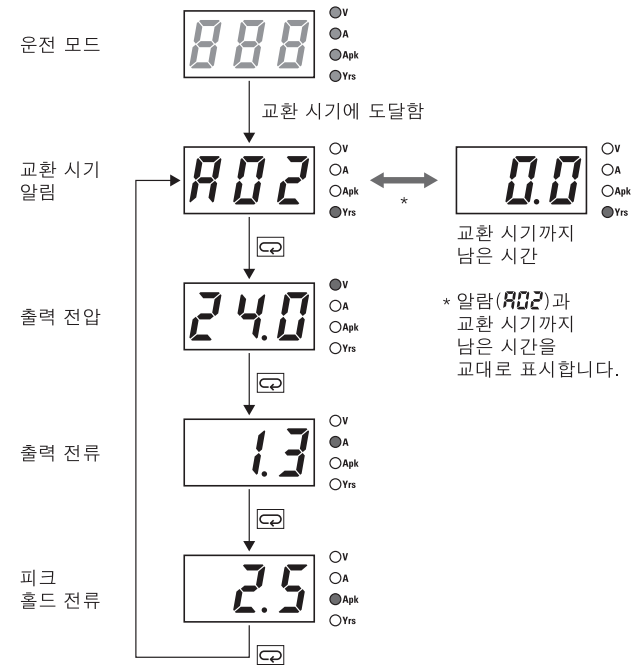 운전 모드
888
V
A
Apk
Yrs
교환 시기에 도달함
교환 시기
알림
A02
V
A
Apk
Yrs
*
0.0
V
A
Apk
Yrs
교환 시기까지
남은 시간
출력 전압
24.0
V
A
Apk
Yrs
* 알람(A02)과
교환 시기까지
남은 시간을
교대로 표시합니다.
출력 전류
1.3
V
A
Apk
Yrs
피크
홀드 전류
2.5
V
A
Apk
Yrs